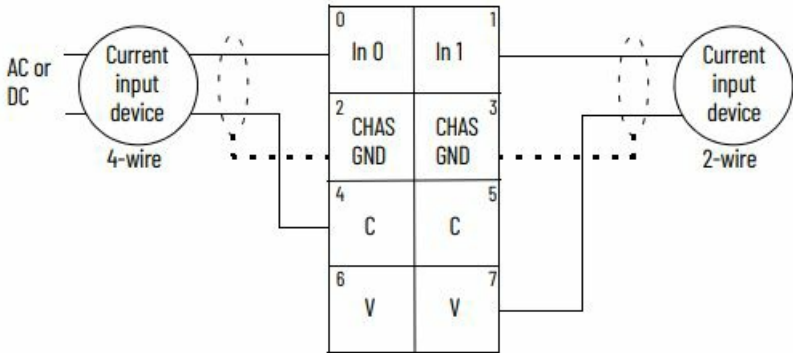 AC or
DC
Current
input
device
4-wire
0
In 0
1
In 1
2
CHAS
GND
3
CHAS
GND
4
C
5
C
6
V
7
V
Current
input
device
2-wire